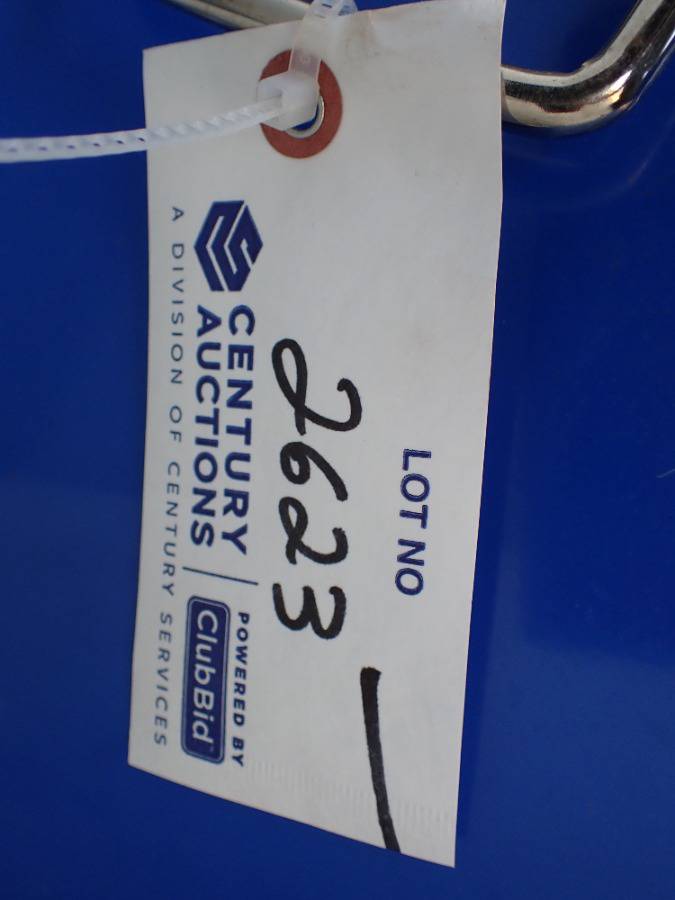 LOT NO
2623
CENTURY
AUCTIONS
POWERED BY
ClubBid
A DIVISION OF CENTURY SERVICES